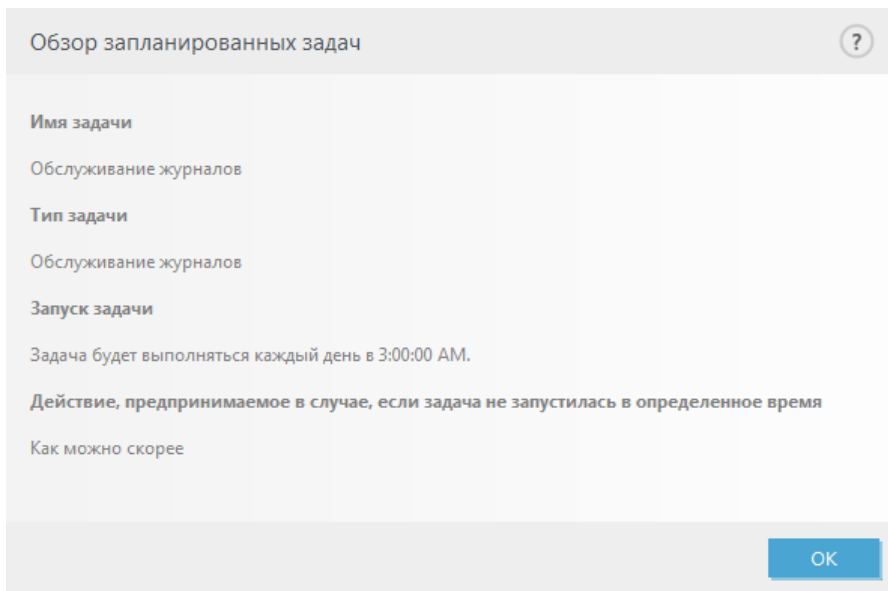 Обзор запланированных задач
?
Имя задачи
Обслуживание журналов
Тип задачи
Обслуживание журналов
Запуск задачи
Задача будет выполняться каждый день в 3:00:00 AM.
Действие, предпринимаемое в случае, если задача не запустилась в определенное время
Как можно скорее
OK